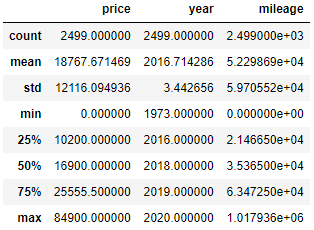 price year mileage
count 2499.000000 2499.000000 2.499000e+03
mean 18767.671469 2016.714286 5.229869e+04
std 12116.094936 3.442656 5.970552e+04
min 0.000000 1973.000000 0.000000e+00
25% 10200.000000 2016.000000 2.146650e+04
50% 16900.000000 2018.000000 3.536500e+04
75% 25555.500000 2019.000000 6.347250e+04
max 84900.000000 2020.000000 1.017936e+06